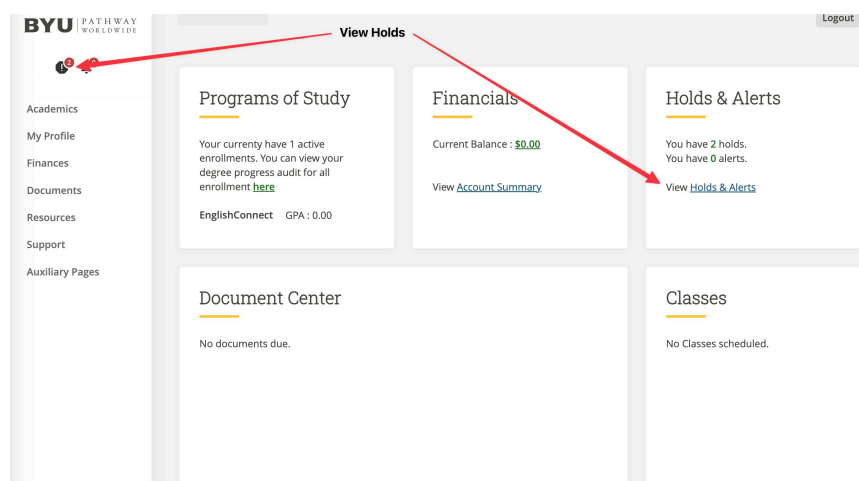 BYU PATHWAY
WORLDWIDE
View Holds
Logout
2
Academics
My Profile
Finances
Documents
Resources
Support
Auxiliary Pages
Programs of Study
Your currenty have 1 active
enrollments. You can view your
degree progress audit for all
enrollment here
EnglishConnect GPA : 0.00
Financials
Current Balance : $0.00
View Account Summary
Holds & Alerts
You have 2 holds.
You have 0 alerts.
View Holds & Alerts
Document Center
No documents due.
Classes
No Classes scheduled.